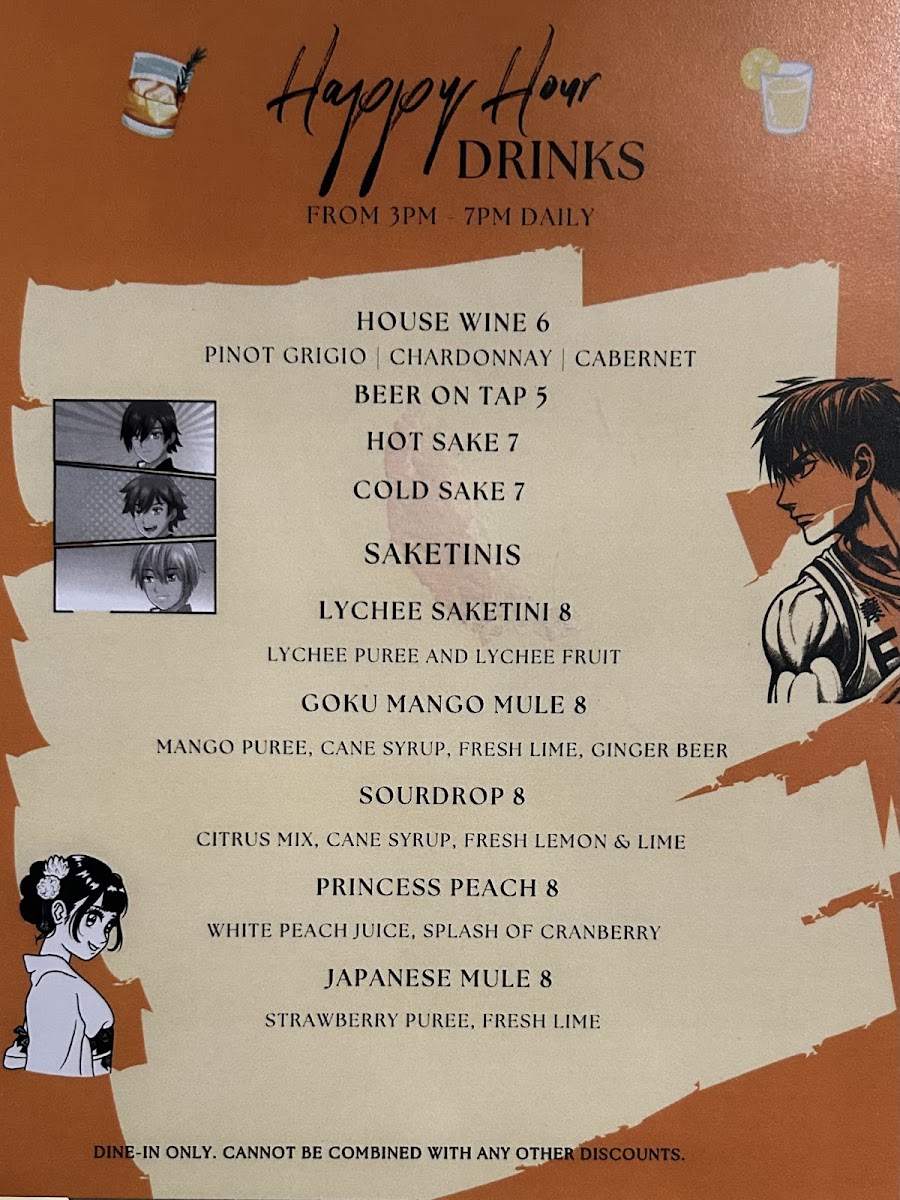 Happy Hour
DRINKS
FROM 3PM - 7PM DAILY
HOUSE WINE 6
PINOT GRIGIO | CHARDONNAY | CABERNET
BEER ON TAP 5
HOT SAKE 7
COLD SAKE 7
SAKETINIS
LYCHEE SAKETINI 8
LYCHEE PUREE AND LYCHEE FRUIT
GOKU MANGO MULE 8
MANGO PUREE, CANE SYRUP, FRESH LIME, GINGER BEER
SOURDROP 8
CITRUS MIX, CANE SYRUP, FRESH LEMON & LIME
PRINCESS PEACH 8
WHITE PEACH JUICE, SPLASH OF CRANBERRY
JAPANESE MULE 8
STRAWBERRY PUREE, FRESH LIME
DINE-IN ONLY. CANNOT BE COMBINED WITH ANY OTHER DISCOUNTS.